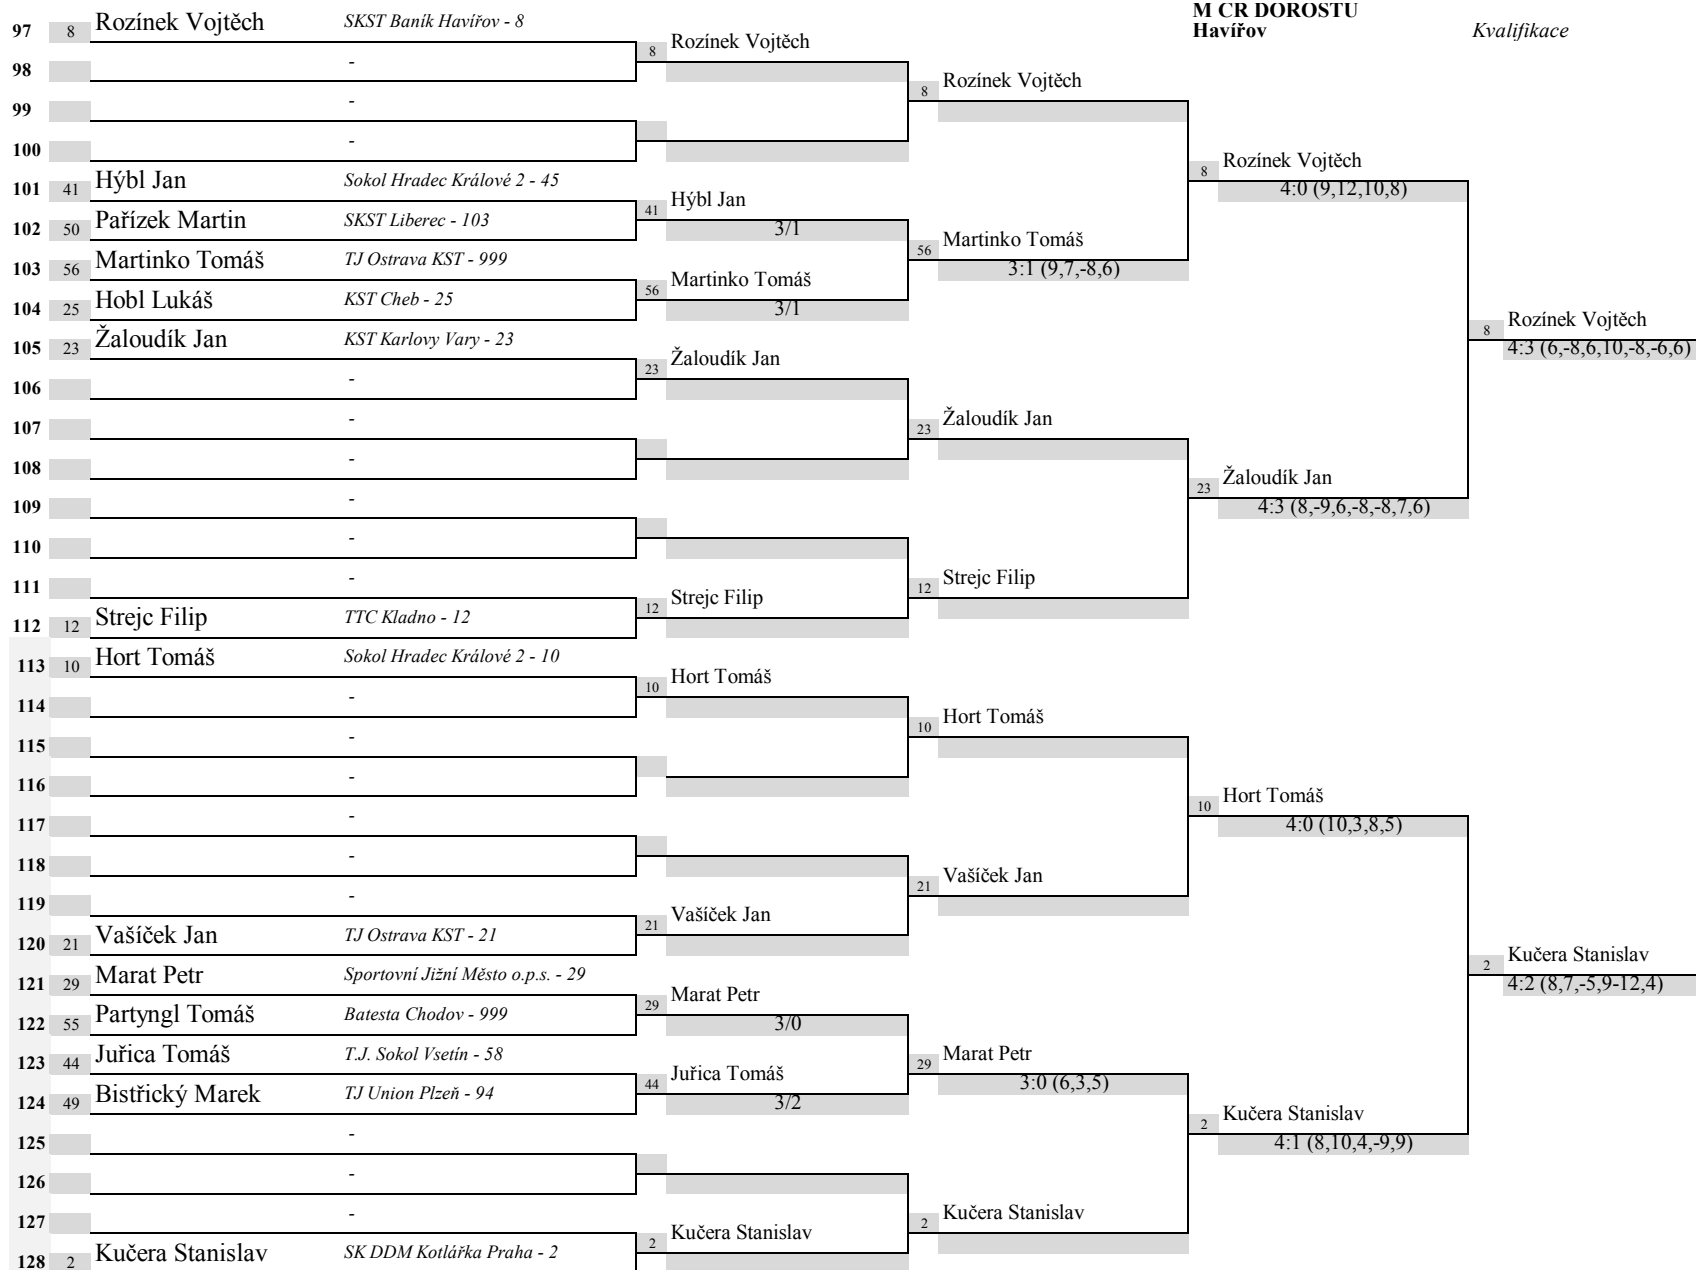 M CR DOROSTU
Havířov
Kvalifikace
97 8 Rozínek Vojtěch SKST Baník Havířov - 8
8 Rozínek Vojtěch
98 -
8 Rozínek Vojtěch
99 -
100 -
8 Rozínek Vojtěch
4:0 (9,12,10,8)
101 41 Hýbl Jan Sokol Hradec Králové 2 - 45
41 Hýbl Jan
3/1
102 50 Pařízek Martin SKST Liberec - 103
56 Martinko Tomáš
3:1 (9,7,-8,6)
103 56 Martinko Tomáš TJ Ostrava KST - 999
56 Martinko Tomáš
3/1
104 25 Hobl Lukáš KST Cheb - 25
8 Rozínek Vojtěch
4:3 (6,-8,6,10,-8,-6,6)
105 23 Žaloudík Jan KST Karlovy Vary - 23
23 Žaloudík Jan
106 -
23 Žaloudík Jan
107 -
108 -
23 Žaloudík Jan
4:3 (8,-9,6,-8,-8,7,6)
109 -
110 -
12 Strejc Filip
111 -
12 Strejc Filip
112 12 Strejc Filip TTC Kladno - 12
113 10 Hort Tomáš Sokol Hradec Králové 2 - 10
10 Hort Tomáš
114 -
10 Hort Tomáš
115 -
116 -
10 Hort Tomáš
4:0 (10,3,8,5)
117 -
118 -
21 Vašíček Jan
119 -
21 Vašíček Jan
120 21 Vašíček Jan TJ Ostrava KST - 21
2 Kučera Stanislav
4:2 (8,7,-5,9-12,4)
121 29 Marat Petr Sportovní Jižní Město o.p.s. - 29
29 Marat Petr
3/0
122 55 Partyngl Tomáš Batesta Chodov - 999
29 Marat Petr
3:0 (6,3,5)
123 44 Juřica Tomáš T.J. Sokol Vsetín - 58
44 Juřica Tomáš
3/2
124 49 Bistřický Marek TJ Union Plzeň - 94
2 Kučera Stanislav
4:1 (8,10,4,-9,9)
125 -
126 -
2 Kučera Stanislav
127 -
2 Kučera Stanislav
128 2 Kučera Stanislav SK DDM Kotlářka Praha - 2